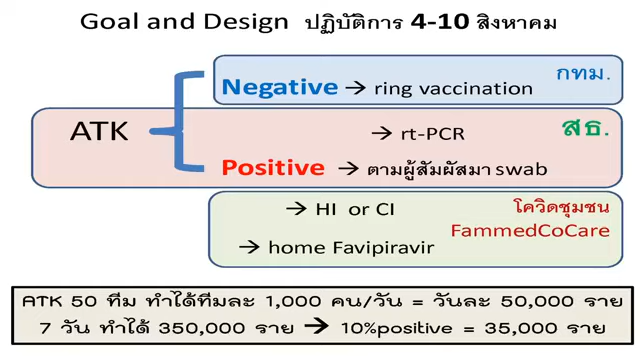 Goal and Design ปฏิบัติการ 4-10 สิงหาคม
กทม.
Negative → ring vaccination
ATK
→ rt-PCR
สธ.
Positive → ตามผู้สัมผัสมา swab
→ HI or CI
โควิดชุมชน
FammedCoCare
→ home Favipiravir
ATK 50 ทีม ทำได้ทีมละ 1,000 คน/วัน = วันละ 50,000 ราย
7 วัน ทำได้ 350,000 ราย → 10%positive = 35,000 ราย